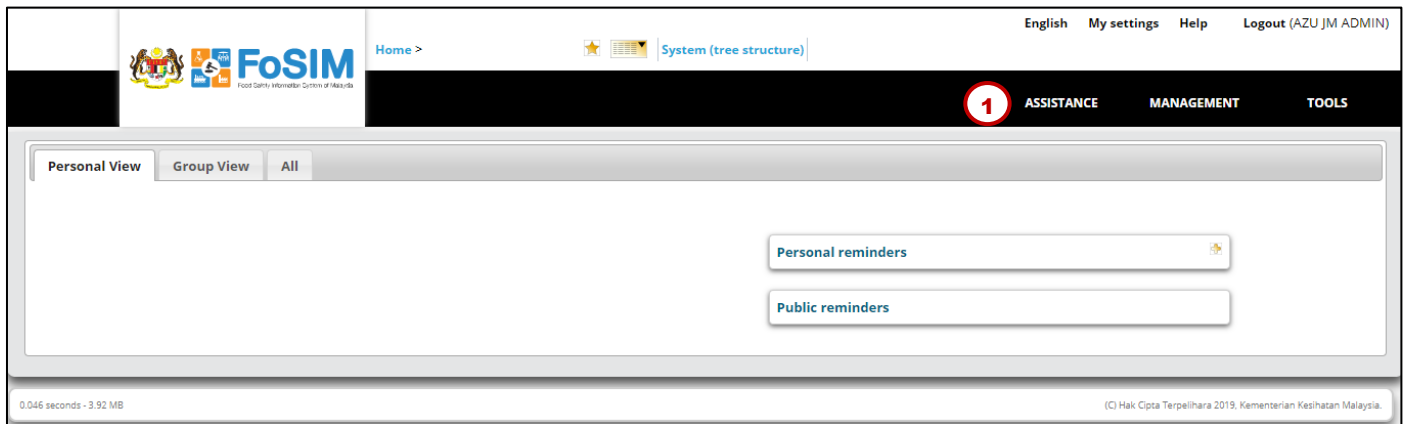 English My settings Help Logout (AZU JM ADMIN)
Home > System (tree structure)
FoSIM
Food Safety Information System of Malaysia
1 ASSISTANCE MANAGEMENT TOOLS
Personal View Group View All
Personal reminders
Public reminders
0.046 seconds - 3.92 MB (C) Hak Cipta Terpelihara 2019, Kementerian Kesihatan Malaysia.